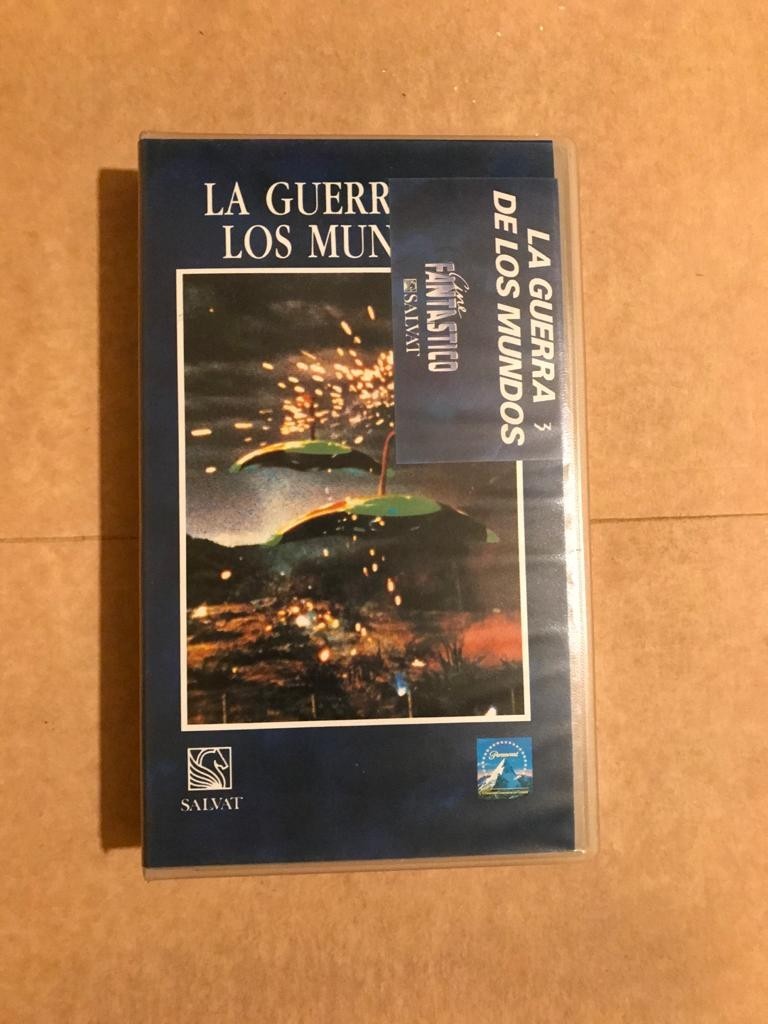 LA GUERR
LOS MUN
LA GUERRA
DE LOS MUNDOS
3
Cine
FANTÁSTICO
SALVAT
SALVAT
Paramount